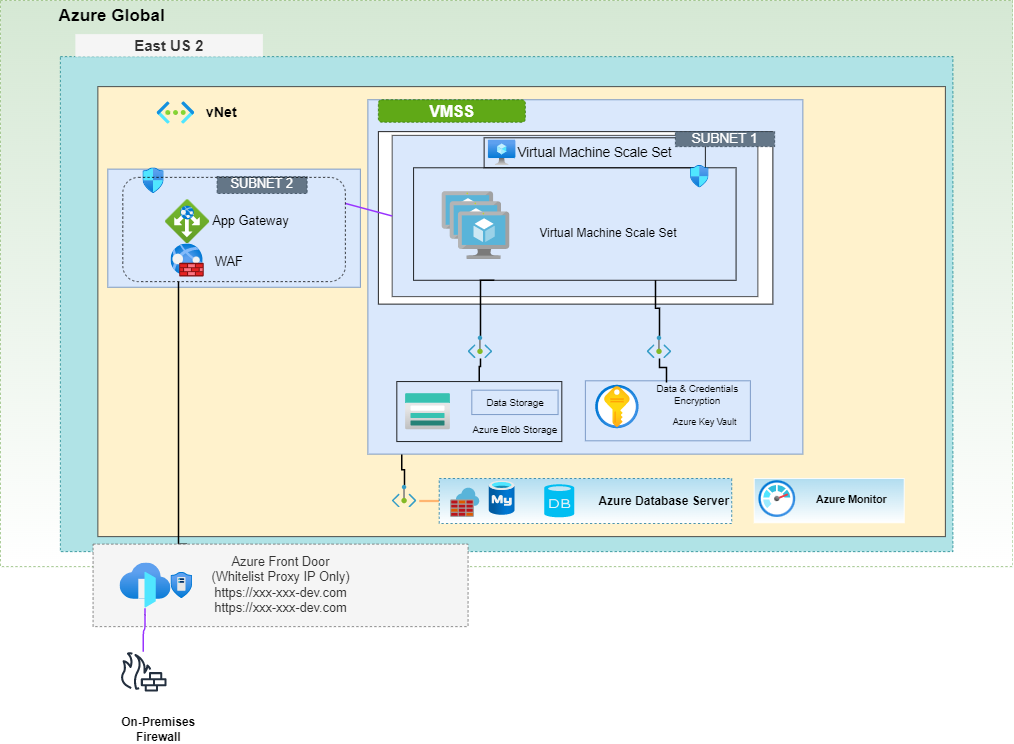 Azure Global
East US 2
vNet
VMSS
SUBNET 1
Virtual Machine Scale Set
SUBNET 2
App Gateway
WAF
Virtual Machine Scale Set
Data Storage
Azure Blob Storage
Data & Credentials
Encryption
Azure Key Vault
My
DB
Azure Database Server
Azure Monitor
Azure Front Door
(Whitelist Proxy IP Only)
https://xxx-xxx-dev.com
https://xxx-xxx-dev.com
On-Premises
Firewall